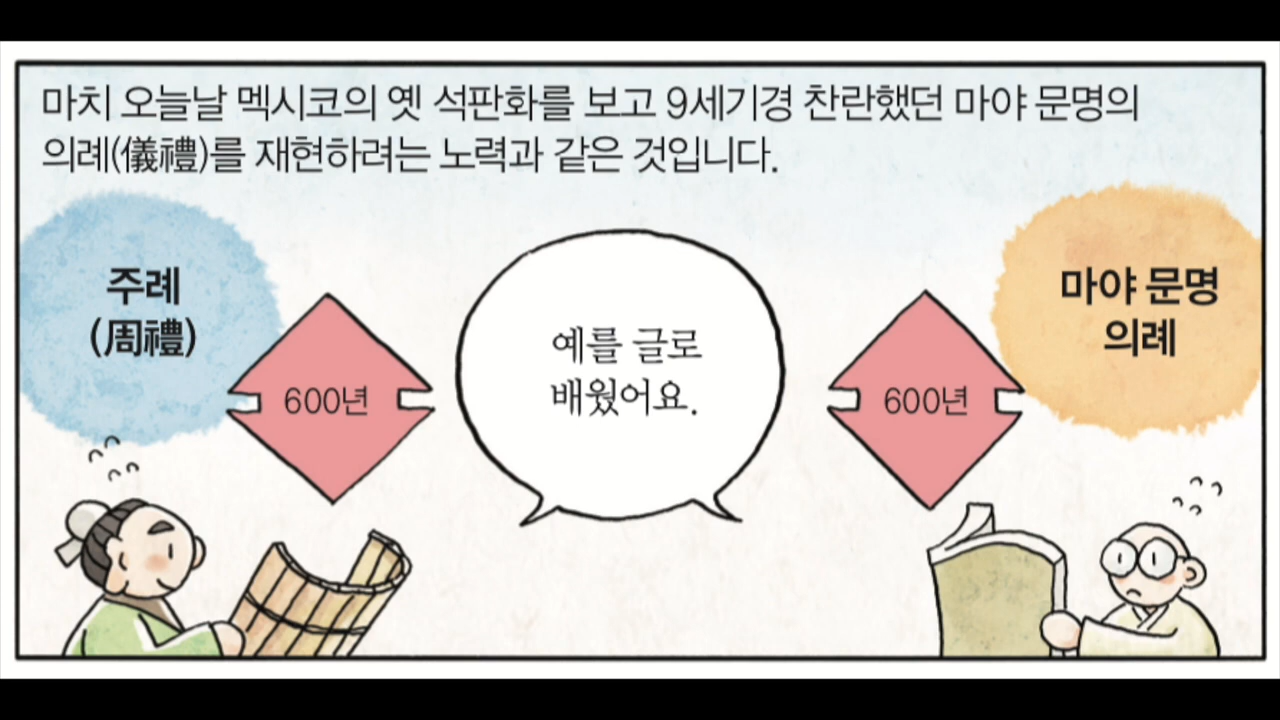 마치 오늘날 멕시코의 옛 석판화를 보고 9세기경 찬란했던 마야 문명의
의례(儀禮)를 재현하려는 노력과 같은 것입니다.
주례
(周禮)
600년
예를 글로
배웠어요.
600년
마야 문명
의례